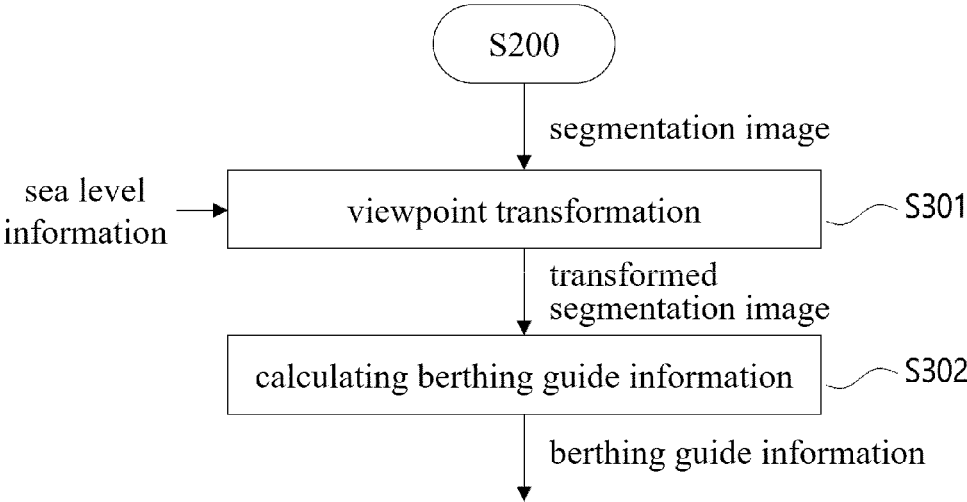 S200
segmentation image
sea level
information
viewpoint transformation
S301
transformed
segmentation image
calculating berthing guide information
S302
berthing guide information